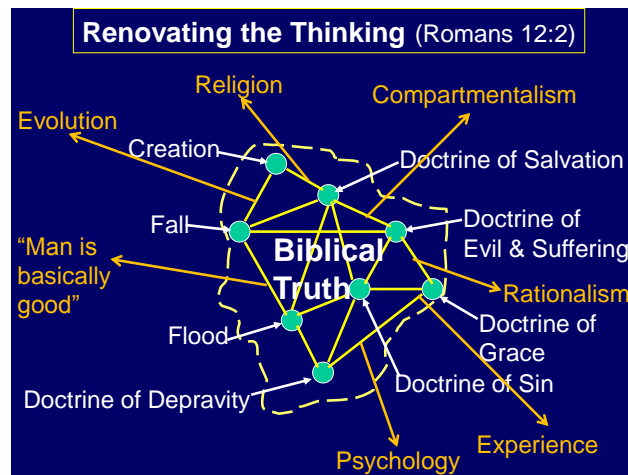 Renovating the Thinking (Romans 12:2)
Religion
Compartmentalism
Evolution
Creation
Doctrine of Salvation
Fall
Doctrine of
Evil & Suffering
Biblical
Truth
“Man is
basically
good”
Rationalism
Flood
Doctrine of
Grace
Doctrine of Sin
Doctrine of Depravity
Experience
Psychology